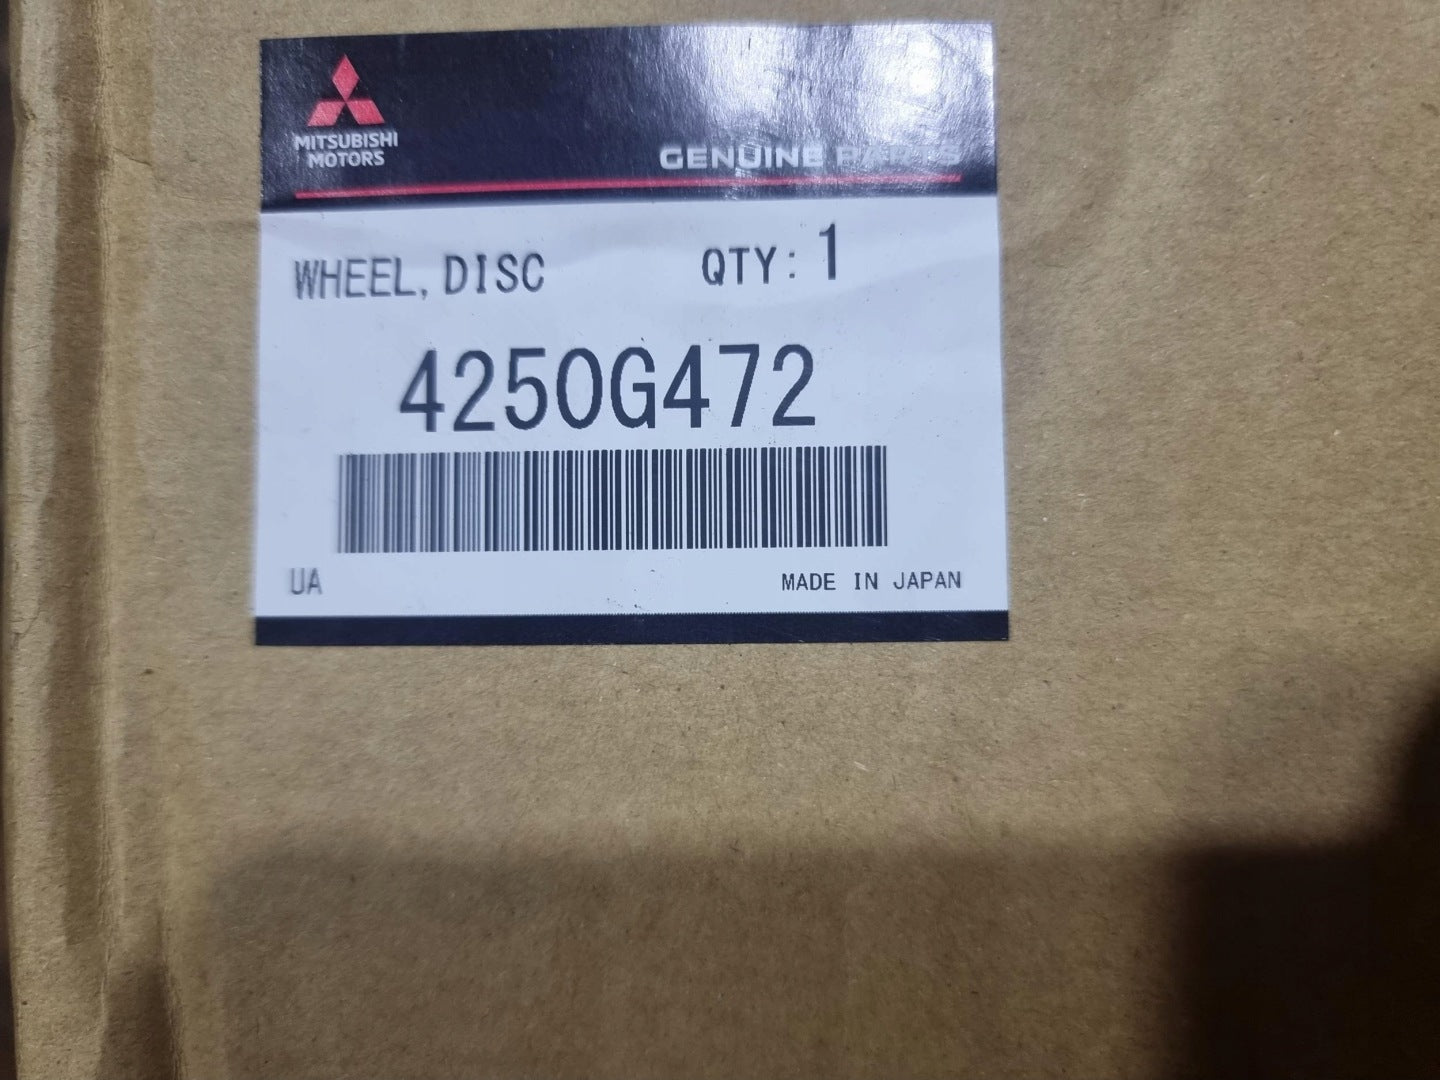 MITSUBISHI
MOTORS
GENUINE PARTS
WHEEL, DISC QTY: 1
4250G472
UA MADE IN JAPAN